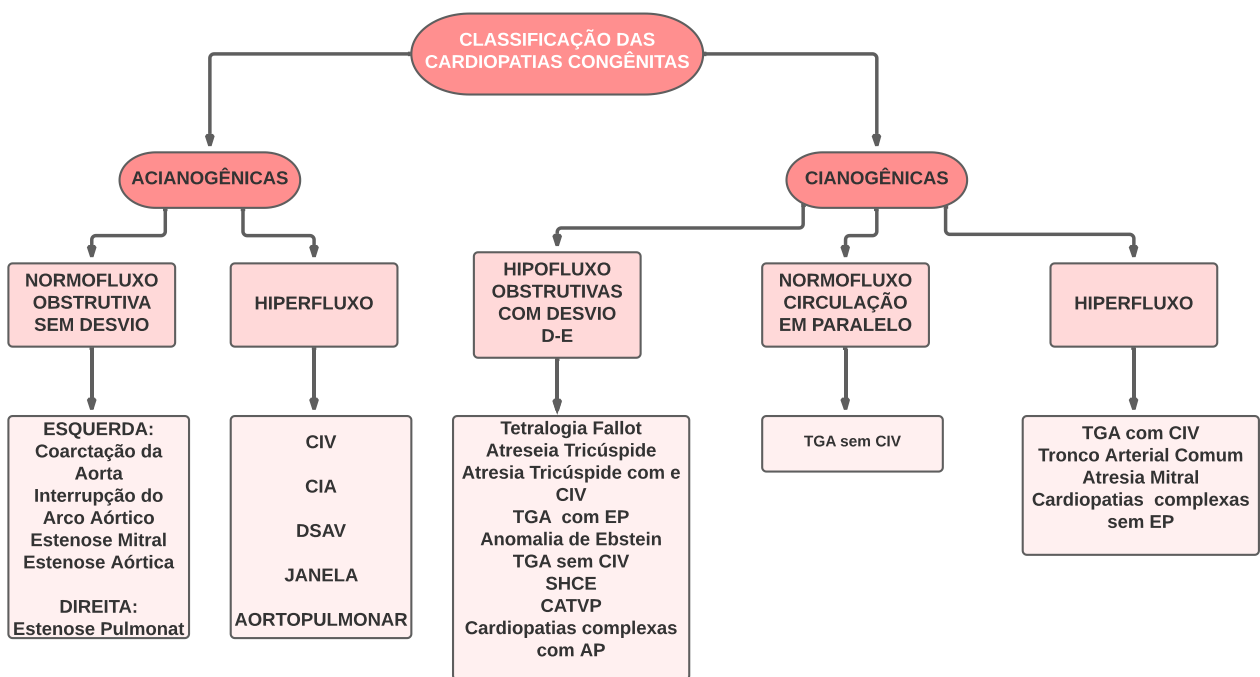 CLASSIFICAÇÃO DAS
CARDIOPATIAS CONGÊNITAS
ACIANOGÊNICAS
CIANOGÊNICAS
NORMOFLUXO
OBSTRUTIVA
SEM DESVIO
HIPERFLUXO
HIPOFLUXO
OBSTRUTIVAS
COM DESVIO
D-E
NORMOFLUXO
CIRCULAÇÃO
EM PARALELO
HIPERFLUXO
ESQUERDA:
Coarctação da
Aorta
Interrupção do
Arco Aórtico
Estenose Mitral
Estenose Aórtica
DIREITA:
Estenose Pulmonat
CIV
CIA
DSAV
JANELA
AORTOPULMONAR
Tetralogia Fallot
Atreseia Tricúspide
Atresia Tricúspide com e
CIV
TGA com EP
Anomalia de Ebstein
TGA sem CIV
SHCE
CATVP
Cardiopatias complexas
com AP
TGA sem CIV
TGA com CIV
Tronco Arterial Comum
Atresia Mitral
Cardiopatias complexas
sem EP